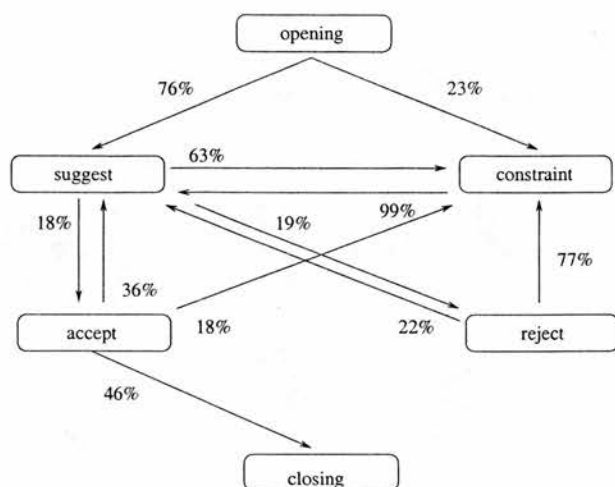 opening
76%
23%
suggest
63%
constraint
18%
19%
99%
77%
36%
accept
18%
22%
reject
46%
closing